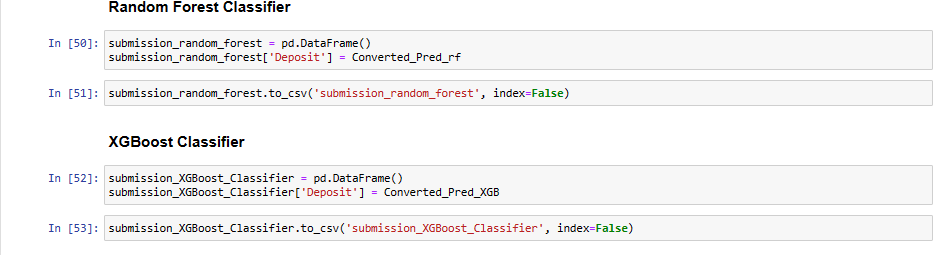 Random Forest Classifier
In [50]: submission_random_forest = pd.DataFrame()
submission_random_forest['Deposit'] = Converted_Pred_rf
In [51]: submission_random_forest.to_csv('submission_random_forest', index=False)
XGBoost Classifier
In [52]: submission_XGBoost_Classifier = pd.DataFrame()
submission_XGBoost_Classifier['Deposit'] = Converted_Pred_XGB
In [53]: submission_XGBoost_Classifier.to_csv('submission_XGBoost_Classifier', index=False)